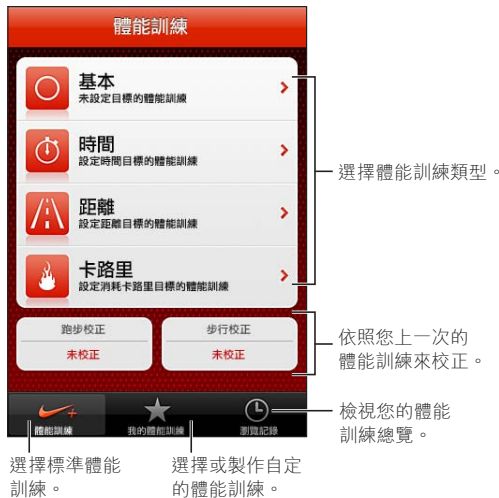 體能訓練
基本
未設定目標的體能訓練
時間
設定時間目標的體能訓練
選擇體能訓練類型。
距離
設定距離目標的體能訓練
卡路里
設定消耗卡路里目標的體能訓練
跑步校正
未校正
步行校正
未校正
依照您上一次的
體能訓練來校正。
體能訓練
我的體能訓練
瀏覽記錄
檢視您的體能
訓練總覽。
選擇標準體能
訓練。
選擇或製作自定
的體能訓練。